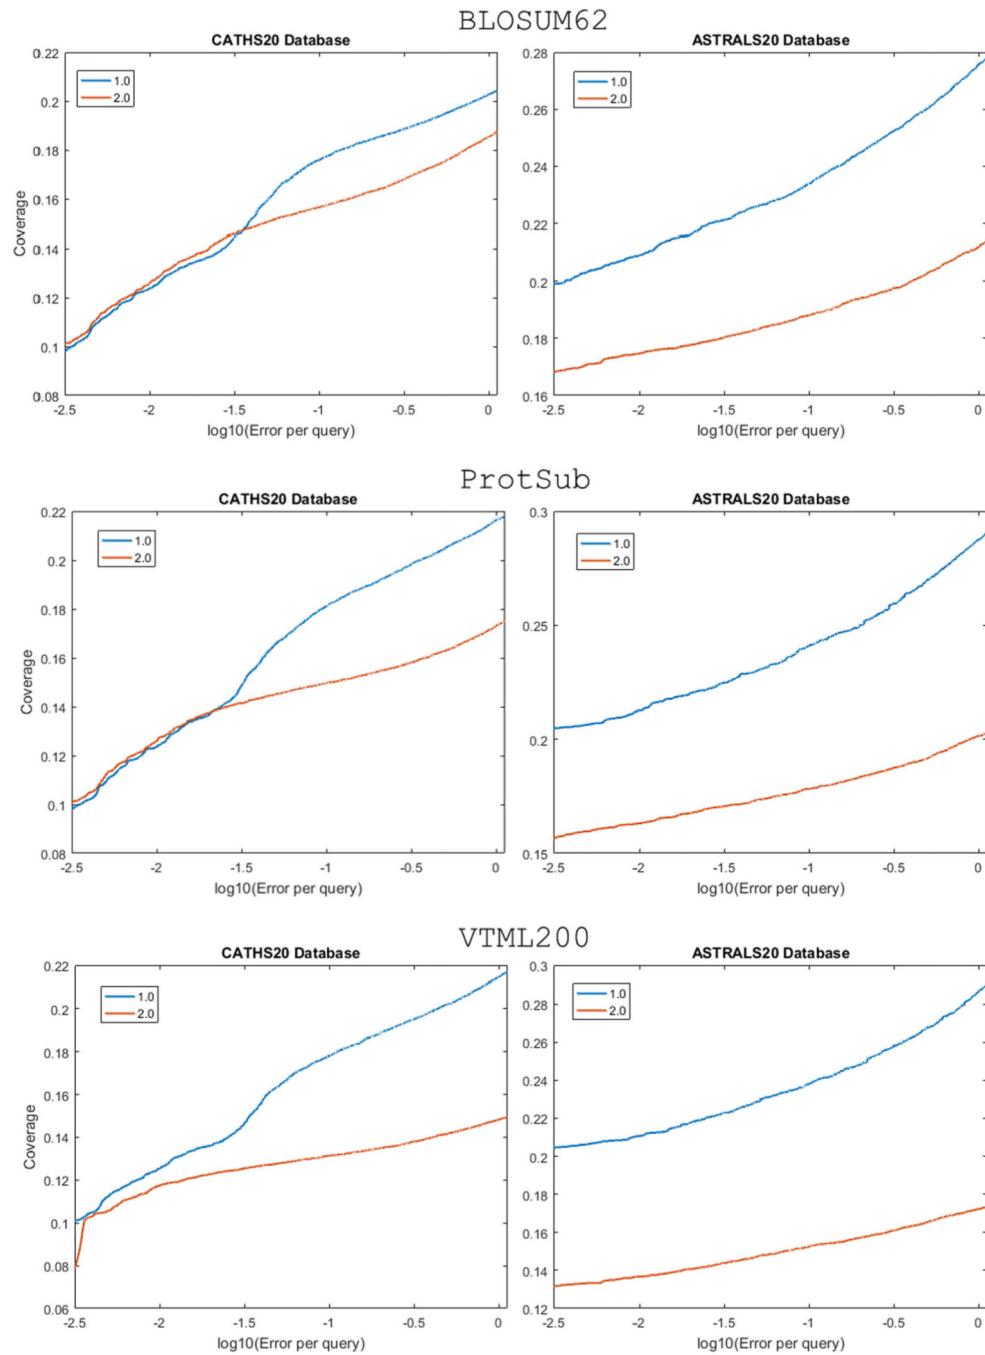 BLOSUM62
CATHS20 Database
0.22
0.2
0.18
0.16
0.14
0.12
0.1
0.08
Coverage
1.0
2.0
-2.5 -2 -1.5 -1 -0.5 0
log10(Error per query)
ASTRALS20 Database
0.28
0.26
0.24
0.22
0.2
0.18
0.16
1.0
2.0
-2.5 -2 -1.5 -1 -0.5 0
log10(Error per query)
ProtSub
CATHS20 Database
0.22
0.2
0.18
0.16
0.14
0.12
0.1
0.08
Coverage
1.0
2.0
-2.5 -2 -1.5 -1 -0.5 0
log10(Error per query)
ASTRALS20 Database
0.3
0.25
0.2
0.15
1.0
2.0
-2.5 -2 -1.5 -1 -0.5 0
log10(Error per query)
VTML200
CATHS20 Database
0.22
0.2
0.18
0.16
0.14
0.12
0.1
0.08
0.06
Coverage
1.0
2.0
-2.5 -2 -1.5 -1 -0.5 0
log10(Error per query)
ASTRALS20 Database
0.3
0.28
0.26
0.24
0.22
0.2
0.18
0.16
0.14
0.12
1.0
2.0
-2.5 -2 -1.5 -1 -0.5 0
log10(Error per query)